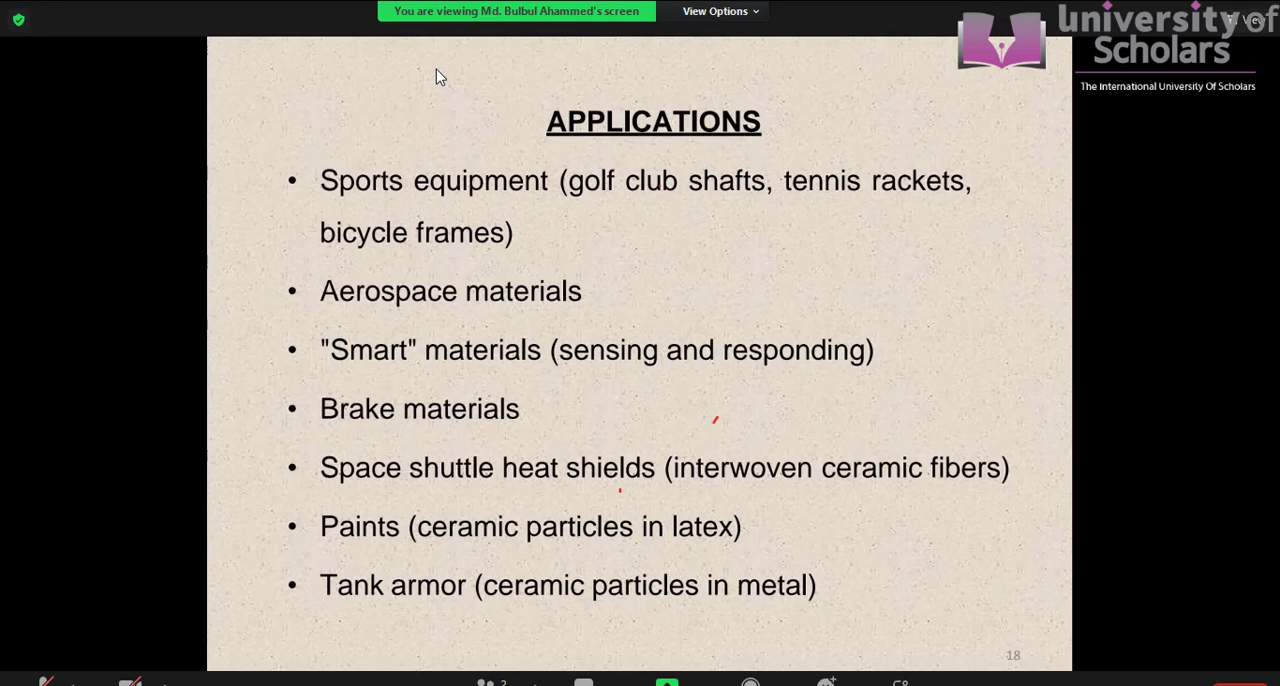 You are viewing Md. Bulbul Ahammed's screen
View Options
university of
Scholars
The International University Of Scholars
APPLICATIONS
• Sports equipment (golf club shafts, tennis rackets,
bicycle frames)
• Aerospace materials
• "Smart" materials (sensing and responding)
• Brake materials
• Space shuttle heat shields (interwoven ceramic fibers)
• Paints (ceramic particles in latex)
• Tank armor (ceramic particles in metal)
18
2